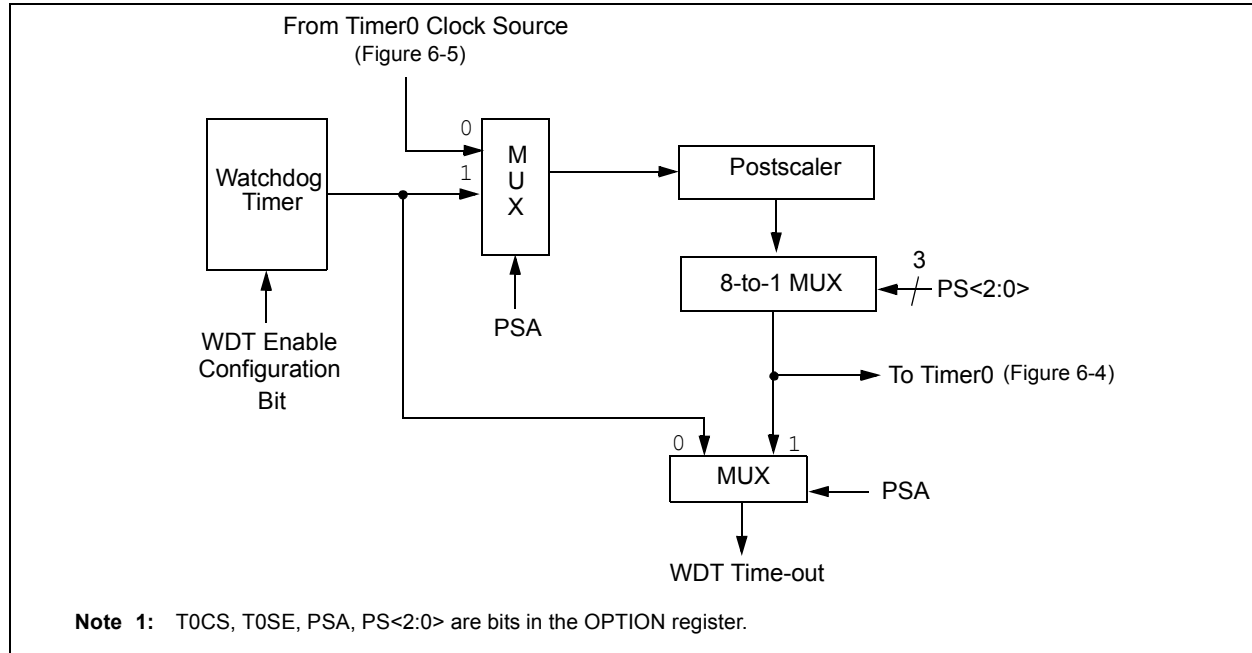 From Timer0 Clock Source
(Figure 6-5)
0
1
M
U
X
Watchdog
Timer
Postscaler
8-to-1 MUX
3
PS<2:0>
PSA
WDT Enable
Configuration
Bit
To Timer0 (Figure 6-4)
0
1
MUX
PSA
WDT Time-out
Note 1: T0CS, T0SE, PSA, PS<2:0> are bits in the OPTION register.